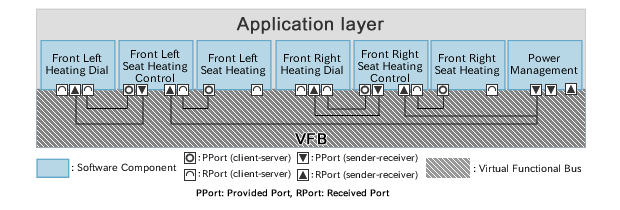 Application layer
Front Left
Heating Dial
Front Left
Seat Heating
Control
Front Left
Seat Heating
Front Right
Heating Dial
Front Right
Seat Heating
Control
Front Right
Seat Heating
Power
Management
VFB
: Software Component
: PPort (client-server)
: RPort (client-server)
: PPort (sender-receiver)
: RPort (sender-receiver)
: Virtual Functional Bus
PPort: Provided Port, RPort: Received Port